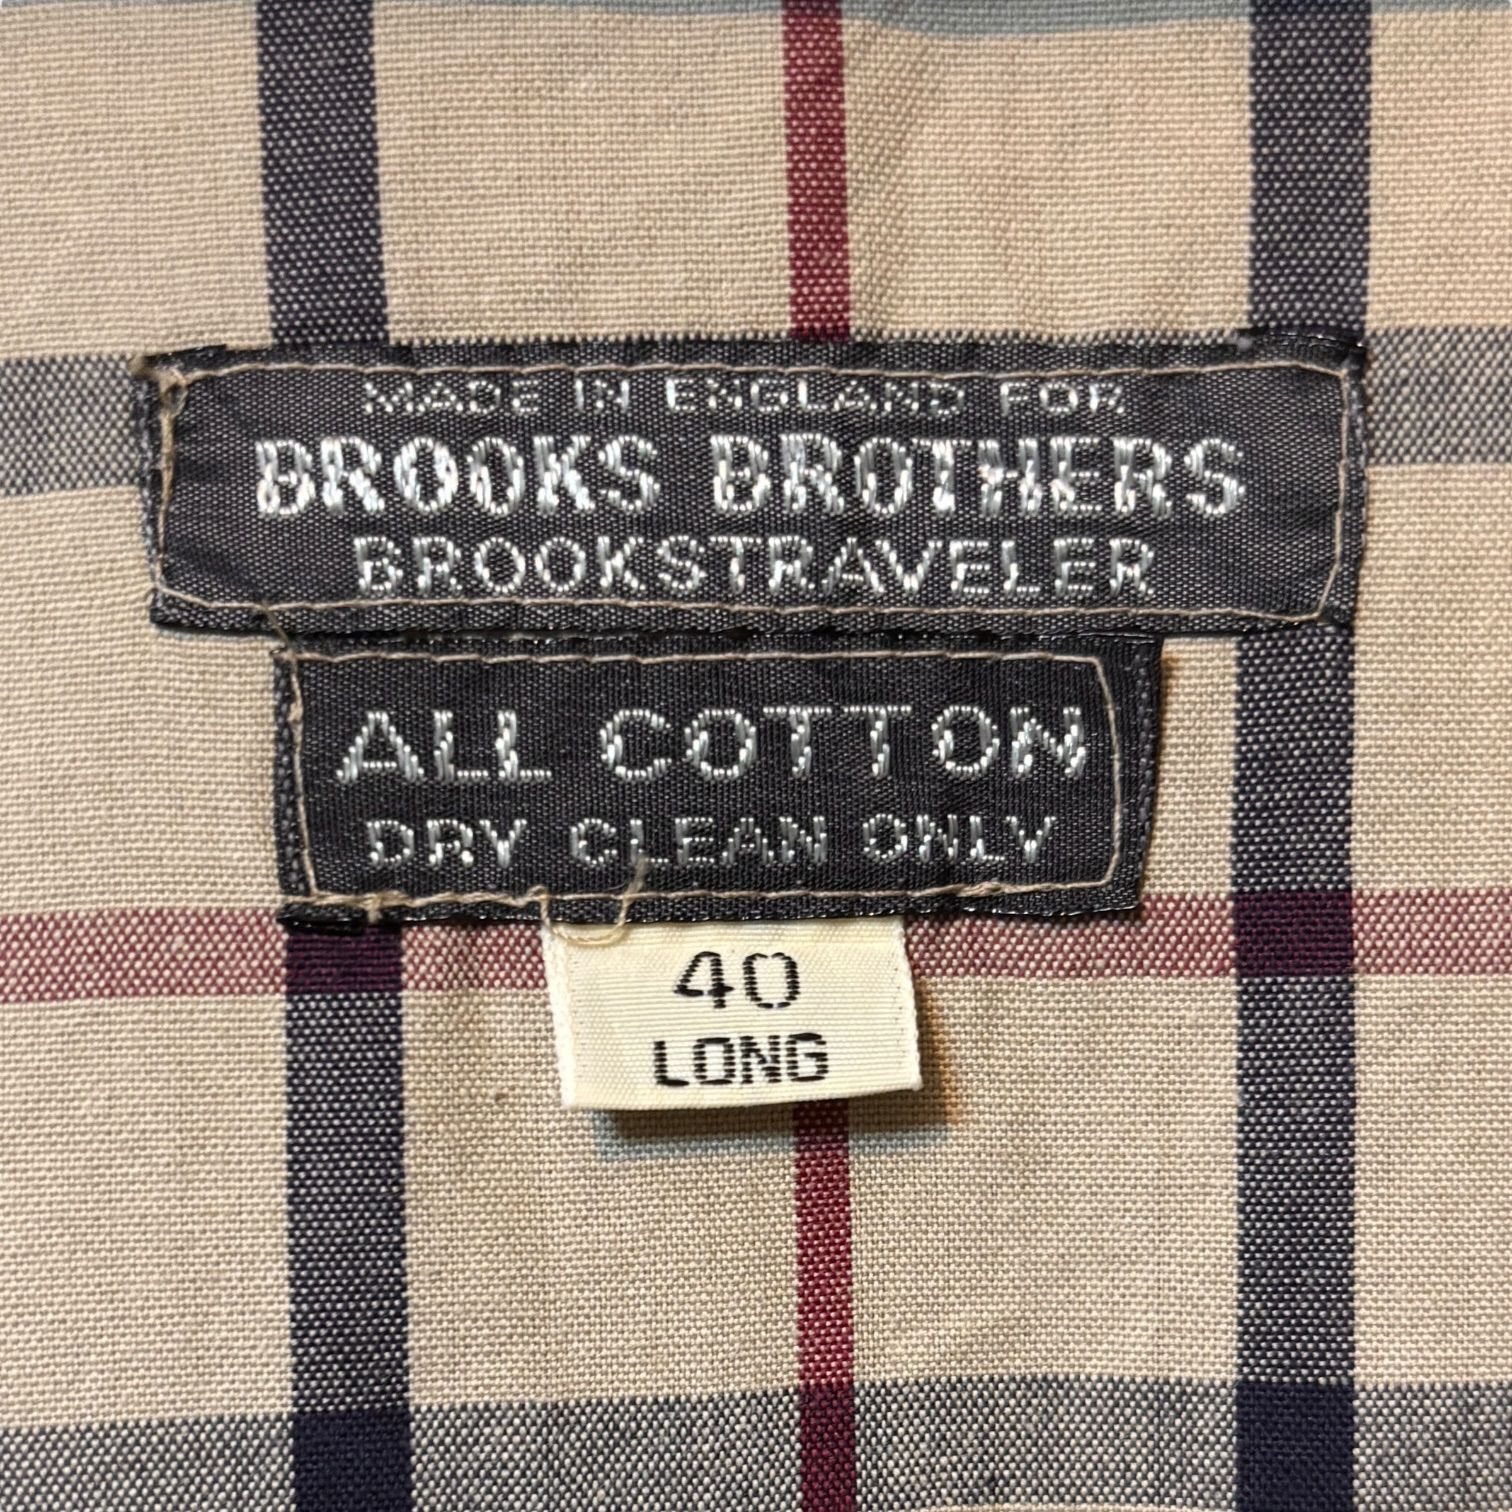 MADE IN ENGLAND FOR
BROOKS BROTHERS
BROOKSTRAVELER
ALL COTTON
DRY CLEAN ONLY
40
LONG